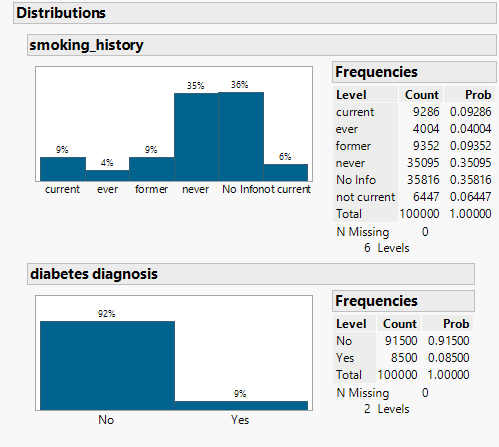 Distributions
smoking_history
9%
4%
9%
35%
36%
6%
current ever former never No Info not current
Frequencies
Level Count Prob
current 9286 0.09286
ever 4004 0.04004
former 9352 0.09352
never 35095 0.35095
No Info 35816 0.35816
not current 6447 0.06447
Total 100000 1.00000
N Missing 0
6 Levels
diabetes diagnosis
92%
9%
No Yes
Frequencies
Level Count Prob
No 91500 0.91500
Yes 8500 0.08500
Total 100000 1.00000
N Missing 0
2 Levels